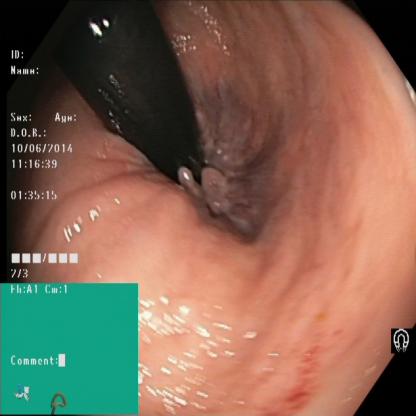 ID:
Name:
Sex: Age:
D.O.B.:
10/06/2014
11:16:39
01:35:15
■■■/■■■
2/3
Eh:A1 Cm:1
Comment: